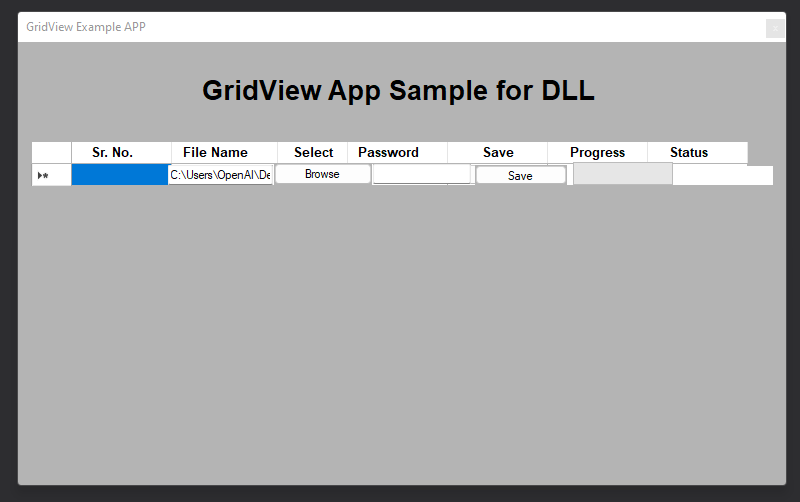 GridView Example APP
GridView App Sample for DLL
Sr. No. File Name Select Password Save Progress Status
C:\Users\OpenAI\De Browse Save